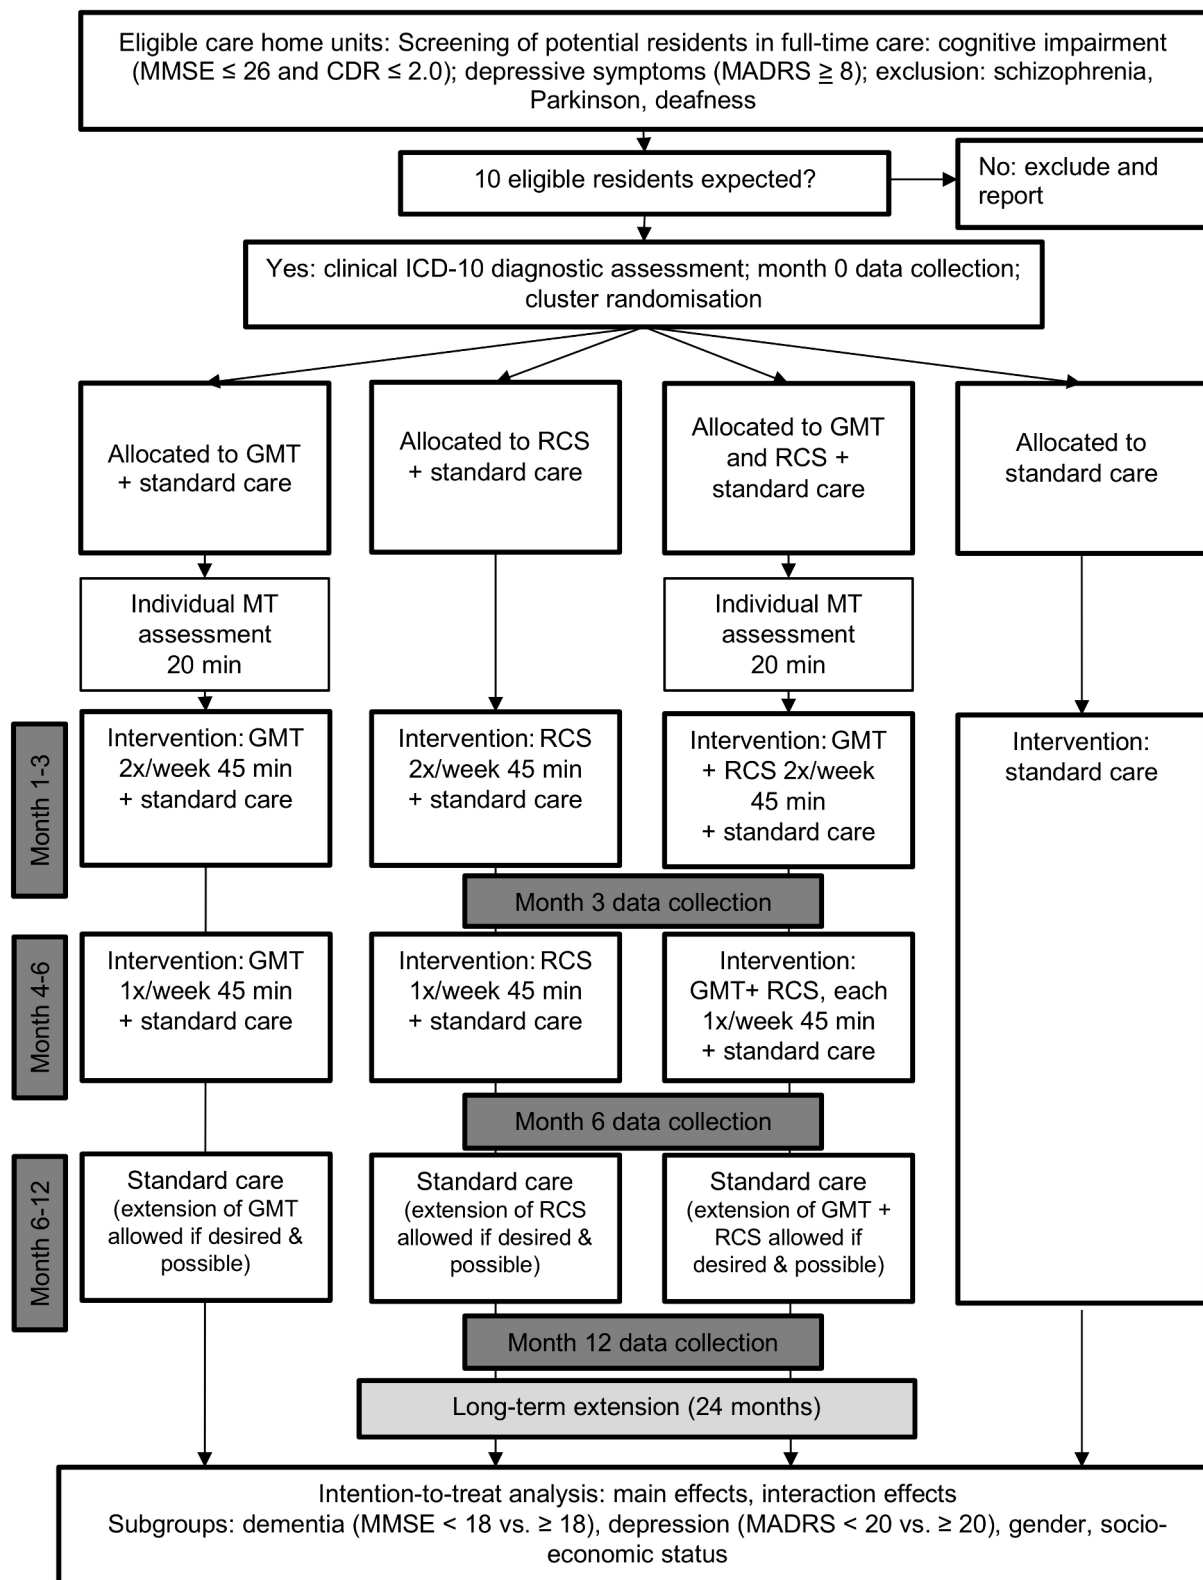 Eligible care home units: Screening of potential residents in full-time care: cognitive impairment
(MMSE ≤ 26 and CDR ≤ 2.0); depressive symptoms (MADRS ≥ 8); exclusion: schizophrenia,
Parkinson, deafness
10 eligible residents expected?
No: exclude and
report
Yes: clinical ICD-10 diagnostic assessment; month 0 data collection;
cluster randomisation
Allocated to GMT
+ standard care
Allocated to RCS
+ standard care
Allocated to GMT
and RCS +
standard care
Allocated to
standard care
Individual MT
assessment
20 min
Individual MT
assessment
20 min
Month 1-3
Intervention: GMT
2x/week 45 min
+ standard care
Intervention: RCS
2x/week 45 min
+ standard care
Intervention: GMT
+ RCS 2x/week
45 min
+ standard care
Intervention:
standard care
Month 3 data collection
Month 4-6
Intervention: GMT
1x/week 45 min
+ standard care
Intervention: RCS
1x/week 45 min
+ standard care
Intervention:
GMT+ RCS, each
1x/week 45 min
+ standard care
Month 6 data collection
Month 6-12
Standard care
(extension of GMT
allowed if desired &
possible)
Standard care
(extension of RCS
allowed if desired &
possible)
Standard care
(extension of GMT +
RCS allowed if
desired & possible)
Month 12 data collection
Long-term extension (24 months)
Intention-to-treat analysis: main effects, interaction effects
Subgroups: dementia (MMSE < 18 vs. ≥ 18), depression (MADRS < 20 vs. ≥ 20), gender, socio-
economic status